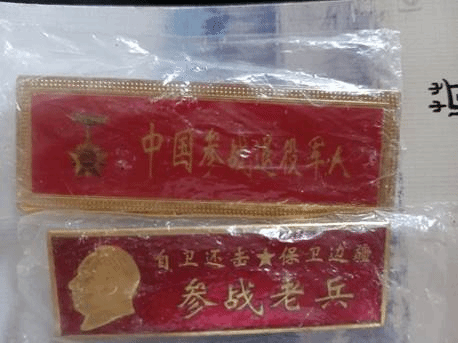 中国参战退役军人
自卫还击★保卫边疆
参战老兵